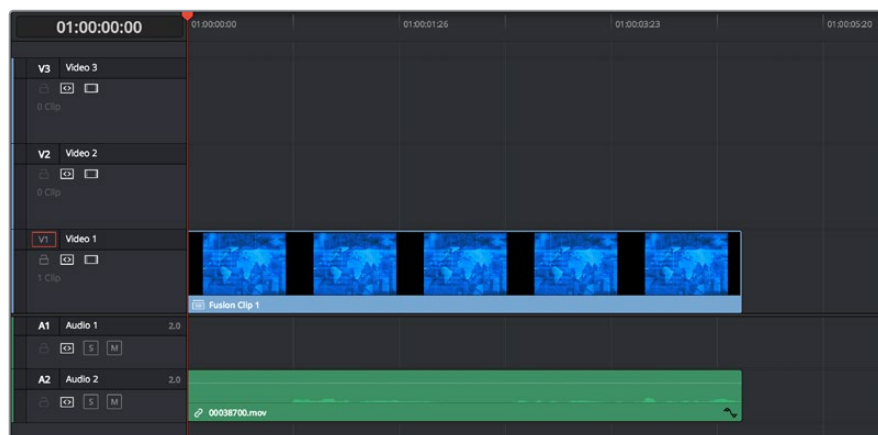 01:00:00:00
01:00:00:00
01:00:01:26
01:00:03:23
01:00:05:20
V3 Video 3
0 Clip
V2 Video 2
0 Clip
V1 Video 1
1 Clip
Fusion Clip 1
A1 Audio 1 2.0
S M
A2 Audio 2 2.0
S M
00038700.mov